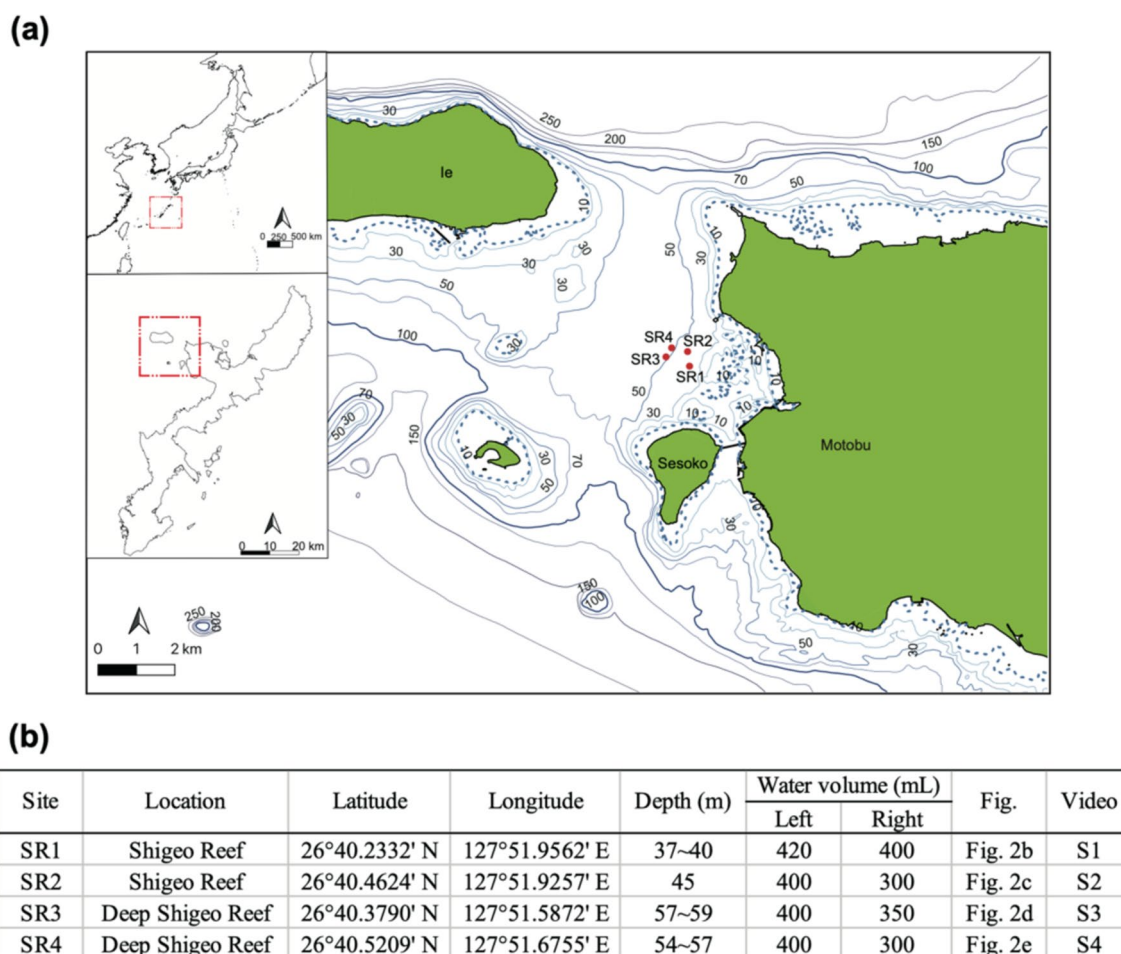 (a)
30
250
200
150
100
70
50
Ie
10
30
30
30
50
100
30
10
30
50
0 250 500 km
SR4
SR2
SR3
SR1
10
10
10
50
30
10
10
10
70
30
50
150
10
30
50
70
Sesoko
Motobu
10
30
0 10 20 km
150
100
250
200
0 1 2 km
10
50
30
(b)
Site Location Latitude Longitude Depth (m) Water volume (mL) Fig. Video
Left Right
SR1 Shigeo Reef 26°40.2332' N 127°51.9562' E 37~40 420 400 Fig. 2b S1
SR2 Shigeo Reef 26°40.4624' N 127°51.9257' E 45 400 300 Fig. 2c S2
SR3 Deep Shigeo Reef 26°40.3790' N 127°51.5872' E 57~59 400 350 Fig. 2d S3
SR4 Deep Shigeo Reef 26°40.5209' N 127°51.6755' E 54~57 400 300 Fig. 2e S4